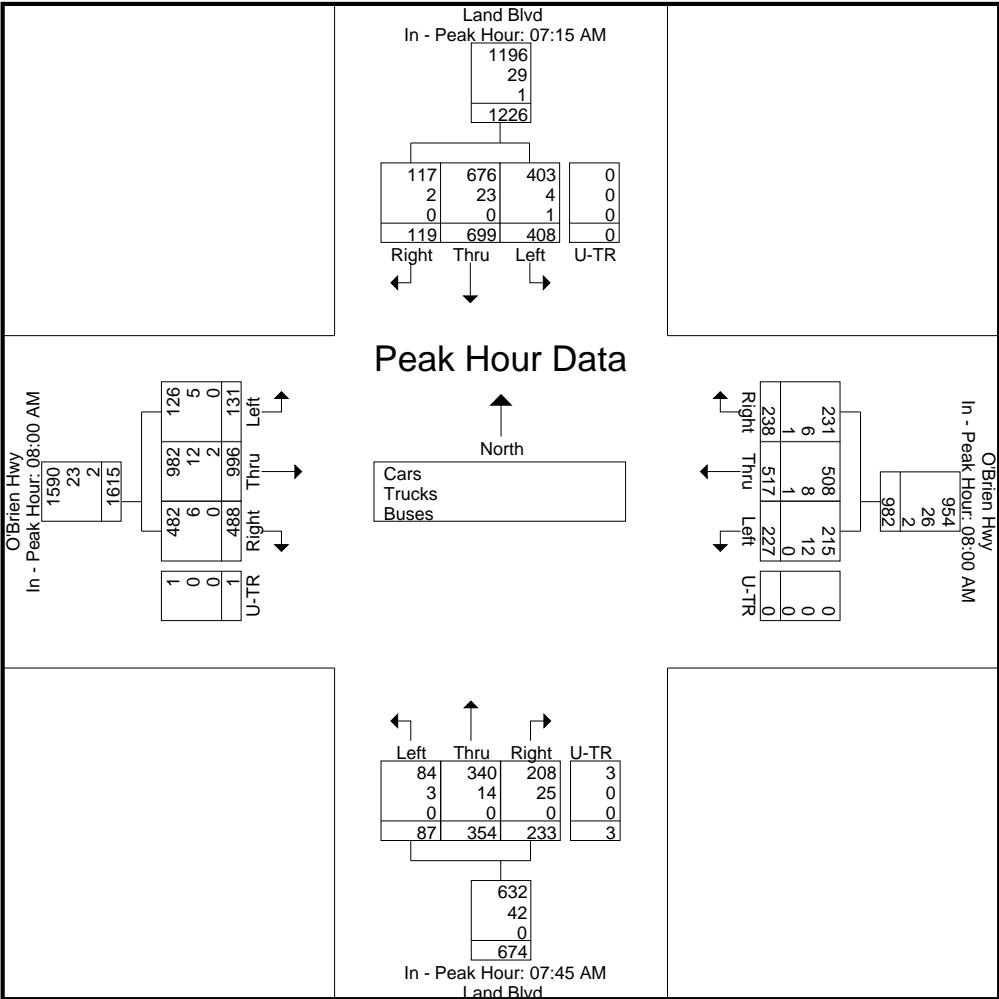 Land Blvd
In - Peak Hour: 07:15 AM
1196
29
1
1226
117 676 403 0
2 23 4 0
0 0 1 0
119 699 408 0
Right Thru Left U-TR
Peak Hour Data
North
Cars
Trucks
Buses
O'Brien Hwy
In - Peak Hour: 08:00 AM
1590
23
2
1615
126 5 0 131 Left
982 12 2 996 Thru
482 6 0 488 Right
1 0 0 1 U-TR
O'Brien Hwy
In - Peak Hour: 08:00 AM
954
26
2
982
Right 238 1 6 231
Thru 517 1 8 508
Left 227 0 12 215
U-TR 0 0 0 0
Left Thru Right U-TR
84 340 208 3
3 14 25 0
0 0 0 0
87 354 233 3
632
42
0
674
In - Peak Hour: 07:45 AM
Land Blvd